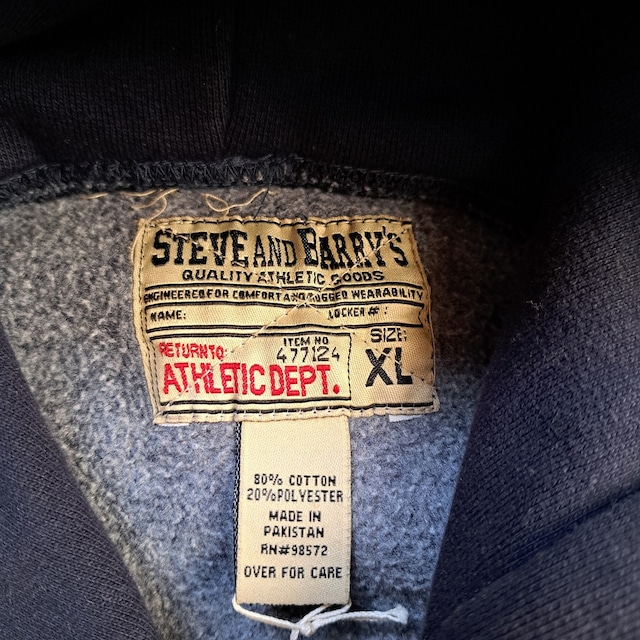 STEVE AND BARRY'S
QUALITY ATHLETIC GOODS
ENGINEERED FOR COMFORT AND RUGGED WEARABILITY
NAME: LOCKER #:
RETURN TO: ITEM NO SIZE:
477124
ATHLETIC DEPT. XL
80% COTTON
20% POLYESTER
MADE IN
PAKISTAN
RN#98572
OVER FOR CARE